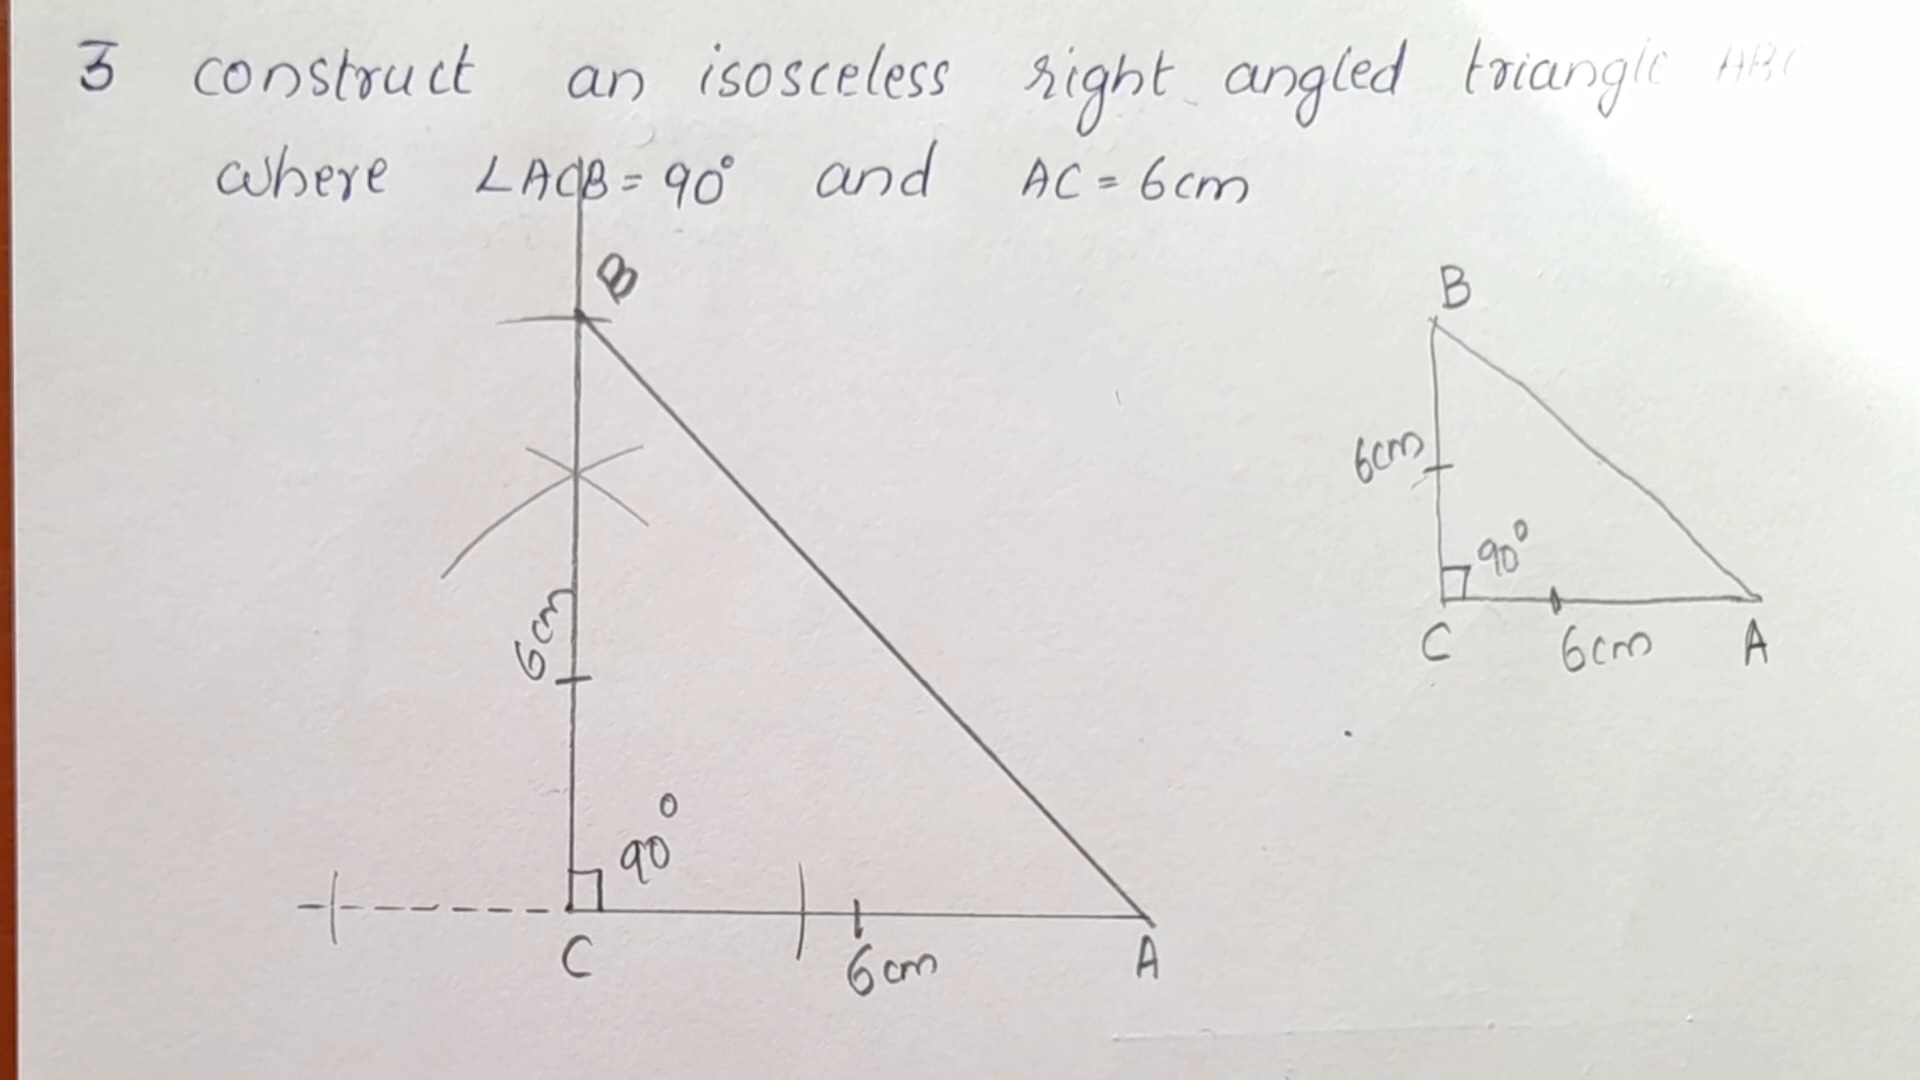 3 construct an isosceless right angled triangle ABC
where ∠ACB = 90° and AC = 6cm
B
6cm
90°
C
6cm
A
B
6cm
90°
C
6cm
A